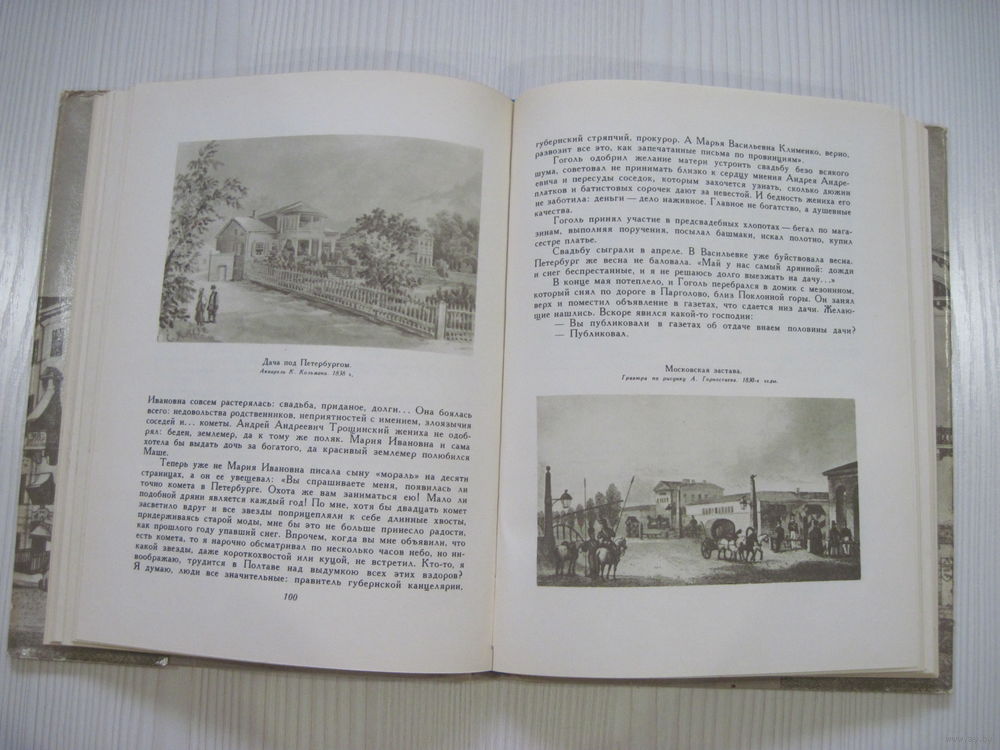 Дача под Петербургом.
Акварель К. Кольмана. 1838 г.
Ивановна совсем растерялась: свадьба, приданое, долги... Она боялась
всего: недовольства родственников, неприятностей с имением, злоязычия
соседей и... кометы. Андрей Андреевич Трощинский жениха не одоб-
рял: беден, землемер, да к тому же поляк. Мария Ивановна и сама
хотела бы выдать дочь за богатого, да красивый землемер полюбился
Маше.
Теперь уже не Мария Ивановна писала сыну «мораль» на десяти
страницах, а он ее увещевал: «Вы спрашиваете меня, появилась ли
точно комета в Петербурге. Охота же вам заниматься ею! Мало ли
подобной дряни является каждый год! По мне, хотя бы двадцать комет
засветило вдруг и все звезды поприцепляли к себе длинные хвосты,
придерживаясь старой моды, мне бы это не больше принесло радости,
как прошлого году упавший снег. Впрочем, когда вы мне объявили, что
есть комета, то я нарочно обсматривал по несколько часов небо, но ни-
какой звезды, даже короткохвостой или куцой, не встретил. Кто-то, я
воображаю, трудится в Полтаве над выдумкою всех этих вздоров?
Я думаю, люди все значительные: правитель губернской канцелярии,
100
губернский стряпчий, прокурор. А Марья Васильевна Клименко, верно,
развозит все это, как запечатанные письма по провинциям».
Гоголь одобрил желание матери устроить свадьбу безо всякого
шума, советовал не принимать близко к сердцу мнения Андрея Андре-
евича и пересуды соседок, которым захочется узнать, сколько дюжин
платков и батистовых сорочек дают за невестой. И бедность жениха его
не заботила: деньги — дело наживное. Главное не богатство, а душевные
качества.
Гоголь принял участие в предсвадебных хлопотах — бегал по мага-
зинам, выполняя поручения, посылал башмаки, искал полотно, купил
сестре платье.
Свадьбу сыграли в апреле. В Васильевке уже буйствовала весна.
Петербург же весна не баловала. «Май у нас самый дрянной: дожди
и снег беспрестанные, и я не решаюсь долго выезжать на дачу...»
В конце мая потеплело, и Гоголь перебрался в домик с мезонином,
который снял по дороге в Парголово, близ Поклонной горы. Он занял
верх и поместил объявление в газетах, что сдается низ дачи. Желаю-
щие нашлись. Вскоре явился какой-то господин:
— Вы публиковали в газетах об отдаче внаем половины дачи?
— Публиковал.
Московская застава.
Гравюра по рисунку А. Горностаева. 1830-е годы.